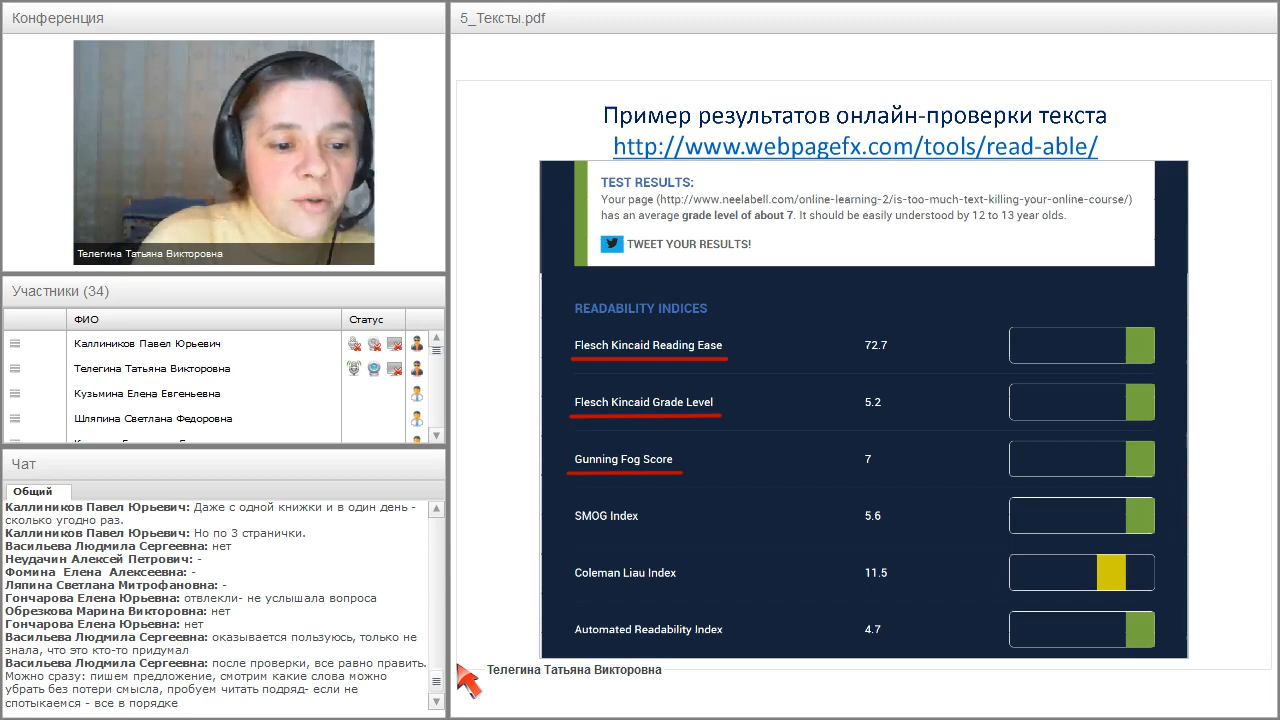 Конференция
Телегина Татьяна Викторовна
Участники (34)
ФИО
Статус
Каллиников Павел Юрьевич
Телегина Татьяна Викторовна
Кузьмина Елена Евгеньевна
Шляпина Светлана Федоровна
Чат
Общий
Каллиников Павел Юрьевич: Даже с одной книжки и в один день -
сколько угодно раз.
Каллиников Павел Юрьевич: Но по 3 странички.
Васильева Людмила Сергеевна: нет
Неудачин Алексей Петрович: -
Фомина Елена Алексеевна: -
Ляпина Светлана Митрофановна: -
Гончарова Елена Юрьевна: отвлекли- не услышала вопроса
Обрезкова Марина Викторовна: нет
Гончарова Елена Юрьевна: нет
Васильева Людмила Сергеевна: оказывается пользуюсь, только не
знала, что это кто-то придумал
Васильева Людмила Сергеевна: после проверки, все равно править.
Можно сразу: пишем предложение, смотрим какие слова можно
убрать без потери смысла, пробуем читать подряд- если не
спотыкаемся - все в порядке
5_Тексты.pdf
Пример результатов онлайн-проверки текста
http://www.webpagefx.com/tools/read-able/
TEST RESULTS:
Your page (http://www.neelabell.com/online-learning-2/is-too-much-text-killing-your-online-course/)
has an average grade level of about 7. It should be easily understood by 12 to 13 year olds.
TWEET YOUR RESULTS!
READABILITY INDICES
Flesch Kincaid Reading Ease 72.7
Flesch Kincaid Grade Level 5.2
Gunning Fog Score 7
SMOG Index 5.6
Coleman Liau Index 11.5
Automated Readability Index 4.7
Телегина Татьяна Викторовна